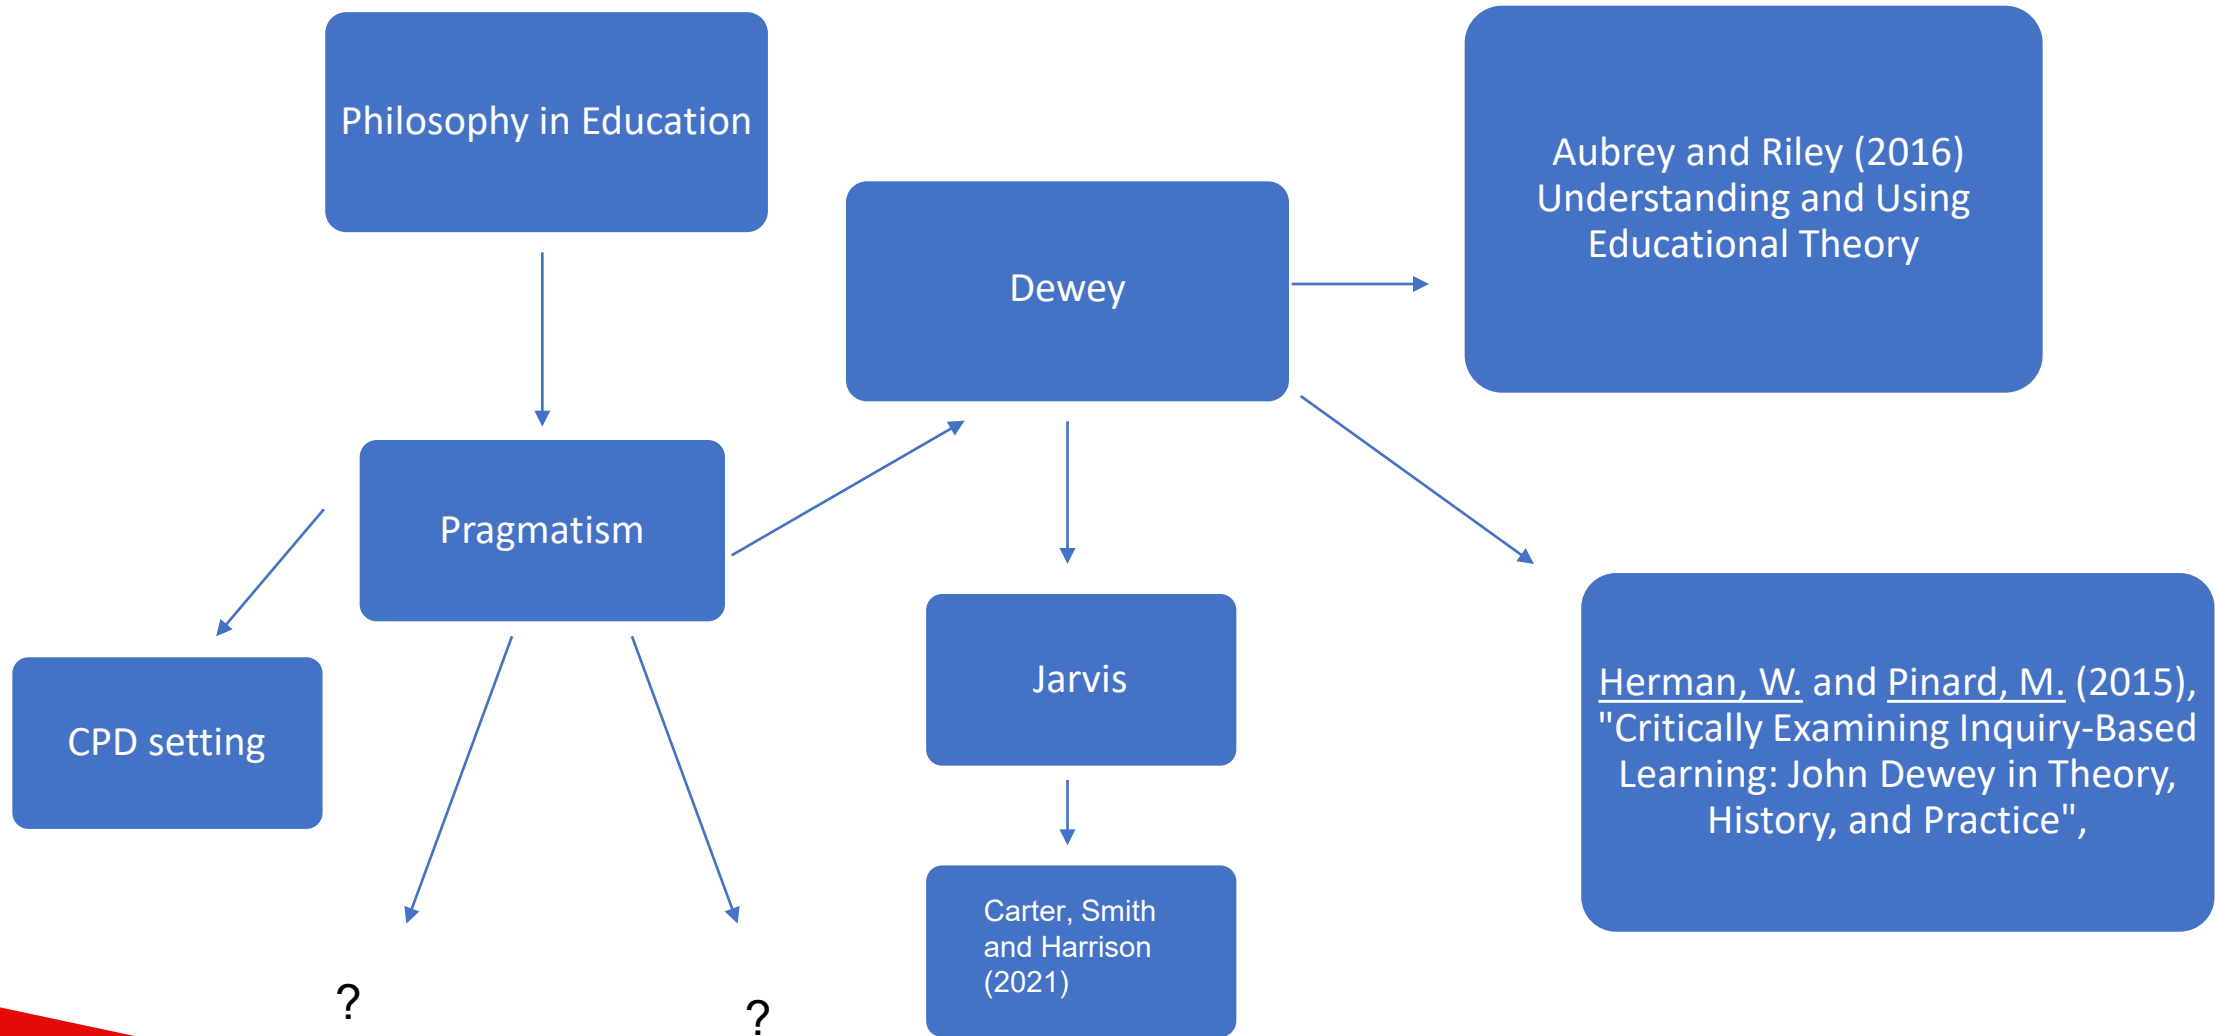 Philosophy in Education
Aubrey and Riley (2016)
Understanding and Using
Educational Theory
Dewey
Pragmatism
Jarvis
CPD setting
Herman, W. and Pinard, M. (2015),
"Critically Examining Inquiry-Based
Learning: John Dewey in Theory,
History, and Practice",
Carter, Smith
and Harrison
(2021)
?
?